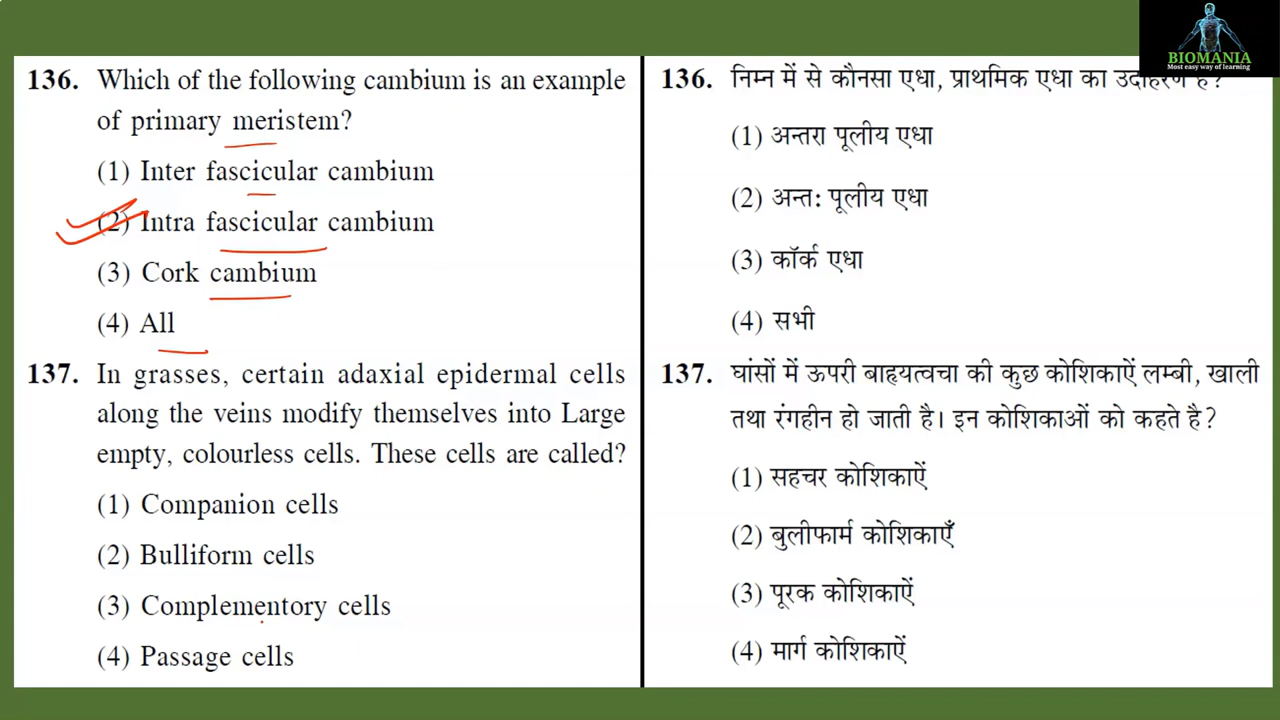 BIOMANIA
Most easy way of learning
136. Which of the following cambium is an example
of primary meristem?
(1) Inter fascicular cambium
(2) Intra fascicular cambium
(3) Cork cambium
(4) All
137. In grasses, certain adaxial epidermal cells
along the veins modify themselves into Large
empty, colourless cells. These cells are called?
(1) Companion cells
(2) Bulliform cells
(3) Complementory cells
(4) Passage cells
136. निम्न में से कौनसा एधा, प्राथमिक एधा का उदाहरण है?
(1) अन्तरा पूलीय एधा
(2) अन्त: पूलीय एधा
(3) कॉर्क एधा
(4) सभी
137. घांसों में ऊपरी बाहृयत्वचा की कुछ कोशिकाऐं लम्बी, खाली
तथा रंगहीन हो जाती है। इन कोशिकाओं को कहते है?
(1) सहचर कोशिकाऐं
(2) बुलीफार्म कोशिकाएँ
(3) पूरक कोशिकाऐं
(4) मार्ग कोशिकाऐं